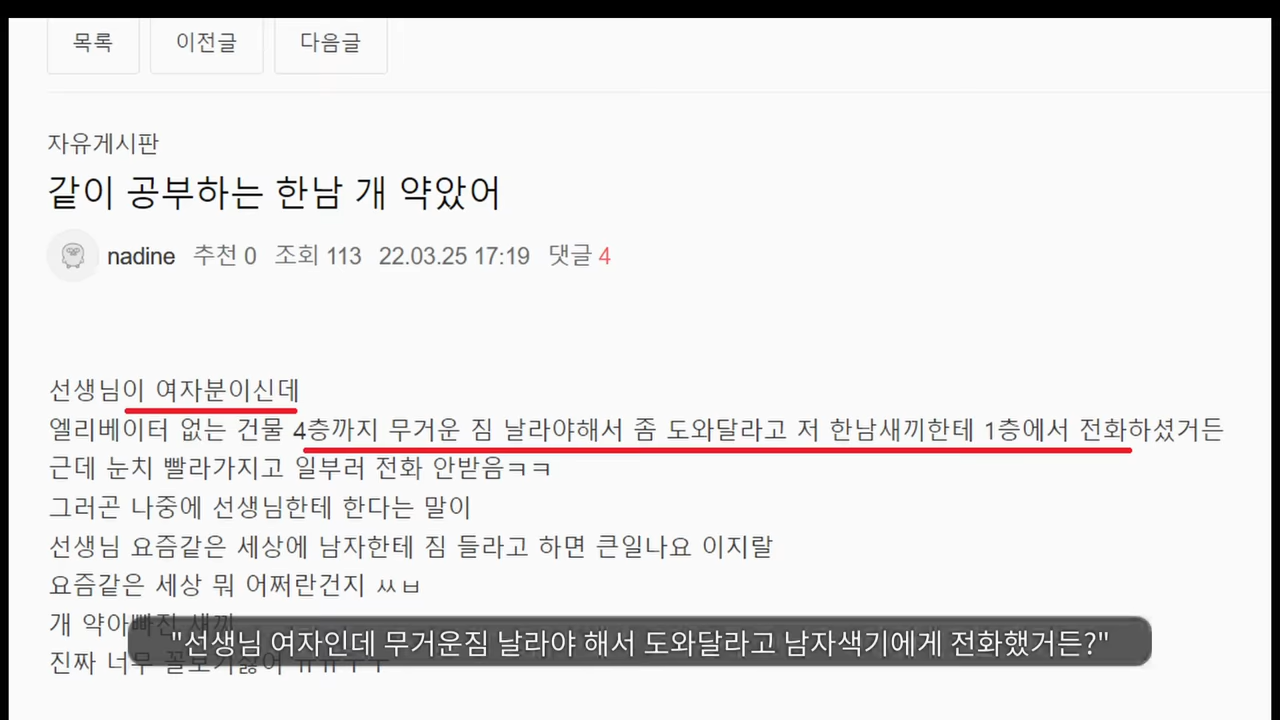 목록 이전글 다음글
자유게시판
같이 공부하는 한남 개 약았어
nadine 추천 0 조회 113 22.03.25 17:19 댓글 4
선생님이 여자분이신데
엘리베이터 없는 건물 4층까지 무거운 짐 날라야해서 좀 도와달라고 저 한남새끼한테 1층에서 전화하셨거든
근데 눈치 빨라가지고 일부러 전화 안받음ㅋㅋ
그러곤 나중에 선생님한테 한다는 말이
선생님 요즘같은 세상에 남자한테 짐 들라고 하면 큰일나요 이지랄
요즘같은 세상 뭐 어쩌란건지 ㅆㅂ
개 약아빠진 새끼
"선생님 여자인데 무거운짐 날라야 해서 도와달라고 남자색기에게 전화했거든?"
진짜 너무 꼴보기싫어